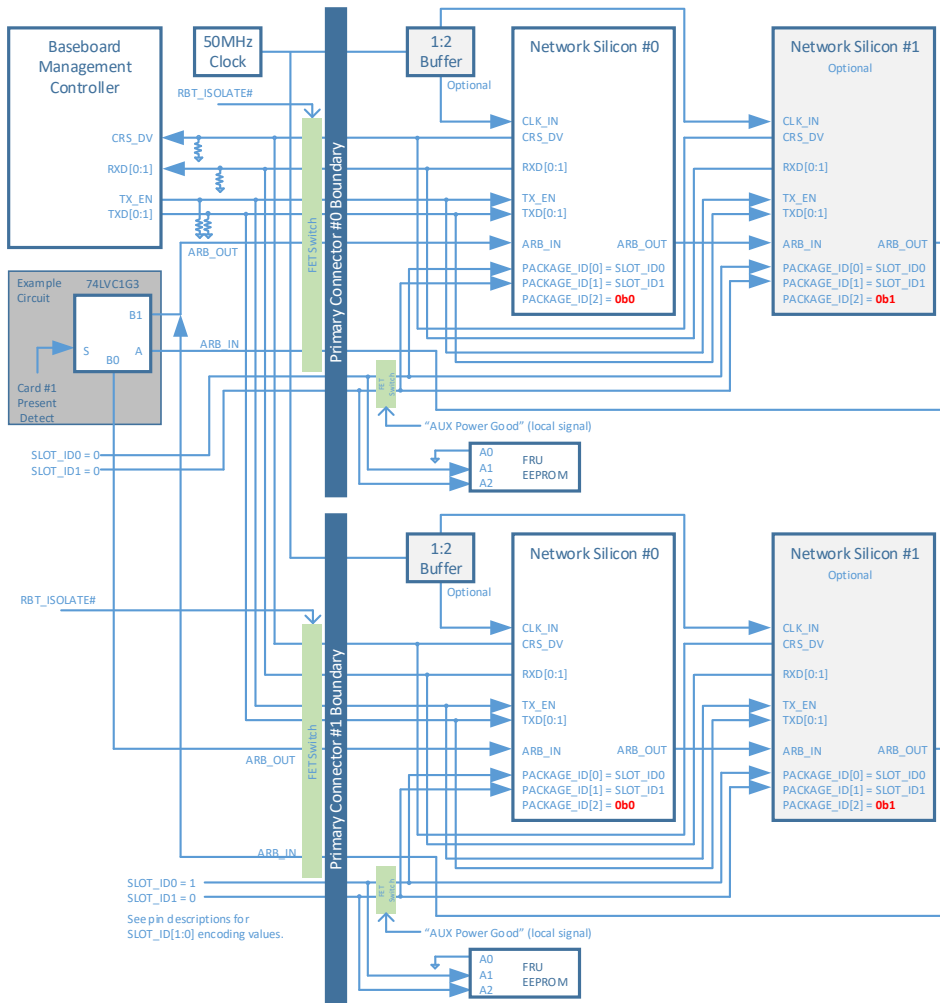 Baseboard
Management
Controller
CRS_DV
RXD[0:1]
TX_EN
TXD[0:1]
50MHz
Clock
RBT_ISOLATE#
FET Switch
Primary Connector #0 Boundary
1:2
Buffer
Optional
Network Silicon #0
CLK_IN
CRS_DV
RXD[0:1]
TX_EN
TXD[0:1]
ARB_IN
ARB_OUT
PACKAGE_ID[0] = SLOT_ID0
PACKAGE_ID[1] = SLOT_ID1
PACKAGE_ID[2] = 0b0
Network Silicon #1
Optional
CLK_IN
CRS_DV
RXD[0:1]
TX_EN
TXD[0:1]
ARB_IN
ARB_OUT
PACKAGE_ID[0] = SLOT_ID0
PACKAGE_ID[1] = SLOT_ID1
PACKAGE_ID[2] = 0b1
ARB_OUT
Example
Circuit
74LVC1G3
B1
S
A
B0
Card #1
Present
Detect
ARB_IN
FET
Switch
"AUX Power Good" (local signal)
SLOT_ID0 = 0
SLOT_ID1 = 0
A0
A1
A2
FRU
EEPROM
RBT_ISOLATE#
FET Switch
Primary Connector #1 Boundary
1:2
Buffer
Optional
Network Silicon #0
CLK_IN
CRS_DV
RXD[0:1]
TX_EN
TXD[0:1]
ARB_IN
ARB_OUT
PACKAGE_ID[0] = SLOT_ID0
PACKAGE_ID[1] = SLOT_ID1
PACKAGE_ID[2] = 0b0
Network Silicon #1
Optional
CLK_IN
CRS_DV
RXD[0:1]
TX_EN
TXD[0:1]
ARB_IN
ARB_OUT
PACKAGE_ID[0] = SLOT_ID0
PACKAGE_ID[1] = SLOT_ID1
PACKAGE_ID[2] = 0b1
ARB_OUT
ARB_IN
SLOT_ID0 = 1
SLOT_ID1 = 0
See pin descriptions for
SLOT_ID[1:0] encoding values.
FET
Switch
"AUX Power Good" (local signal)
A0
A1
A2
FRU
EEPROM